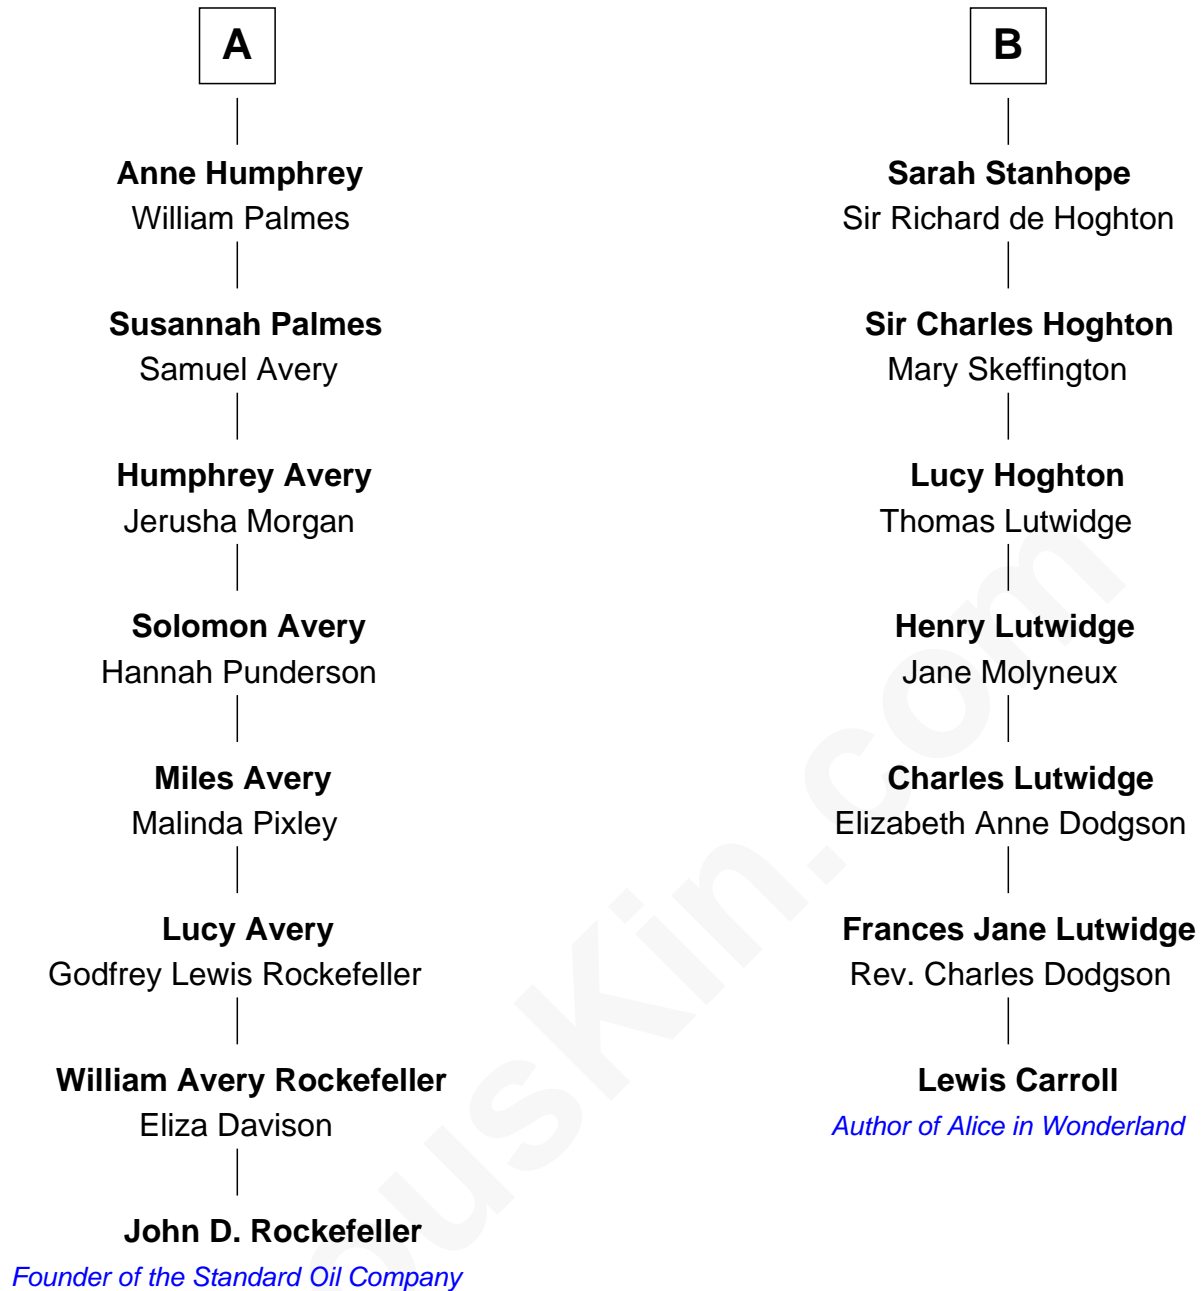 A
Anne Humphrey
William Palmes
Susannah Palmes
Samuel Avery
Humphrey Avery
Jerusha Morgan
Solomon Avery
Hannah Punderson
Miles Avery
Malinda Pixley
Lucy Avery
Godfrey Lewis Rockefeller
William Avery Rockefeller
Eliza Davison
John D. Rockefeller
Founder of the Standard Oil Company
B
Sarah Stanhope
Sir Richard de Hoghton
Sir Charles Hoghton
Mary Skeffington
Lucy Hoghton
Thomas Lutwidge
Henry Lutwidge
Jane Molyneux
Charles Lutwidge
Elizabeth Anne Dodgson
Frances Jane Lutwidge
Rev. Charles Dodgson
Lewis Carroll
Author of Alice in Wonderland
ousKin.com